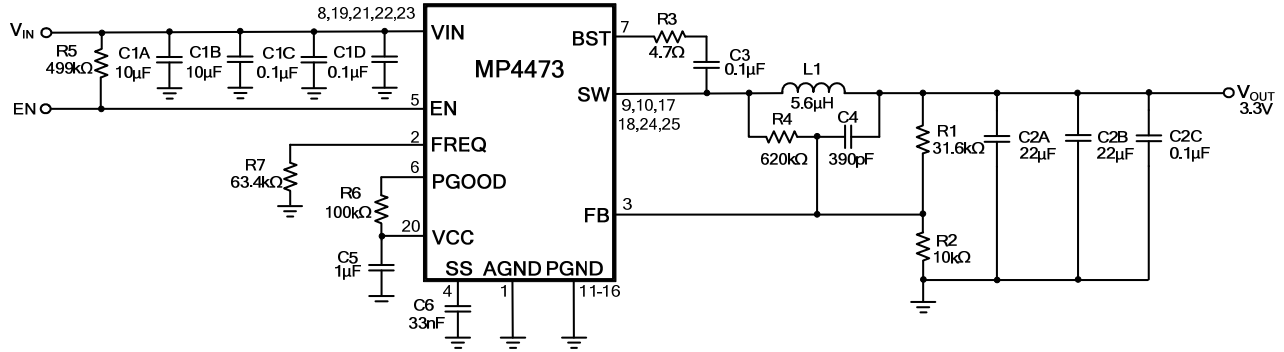 8,19,21,22,23
VIN
VIN
R5
499kΩ
C1A
10µF
C1B
10µF
C1C
0.1µF
C1D
0.1µF
EN
5
EN
2
FREQ
R7
63.4kΩ
6
PGOOD
R6
100kΩ
20
VCC
C5
1µF
SS
AGND
PGND
4
1
11-16
C6
33nF
MP4473
BST
7
R3
4.7Ω
C3
0.1µF
SW
9,10,17
18,24,25
L1
5.6µH
R4
620kΩ
C4
390pF
FB
3
R1
31.6kΩ
R2
10kΩ
C2A
22µF
C2B
22µF
C2C
0.1µF
VOUT
3.3V